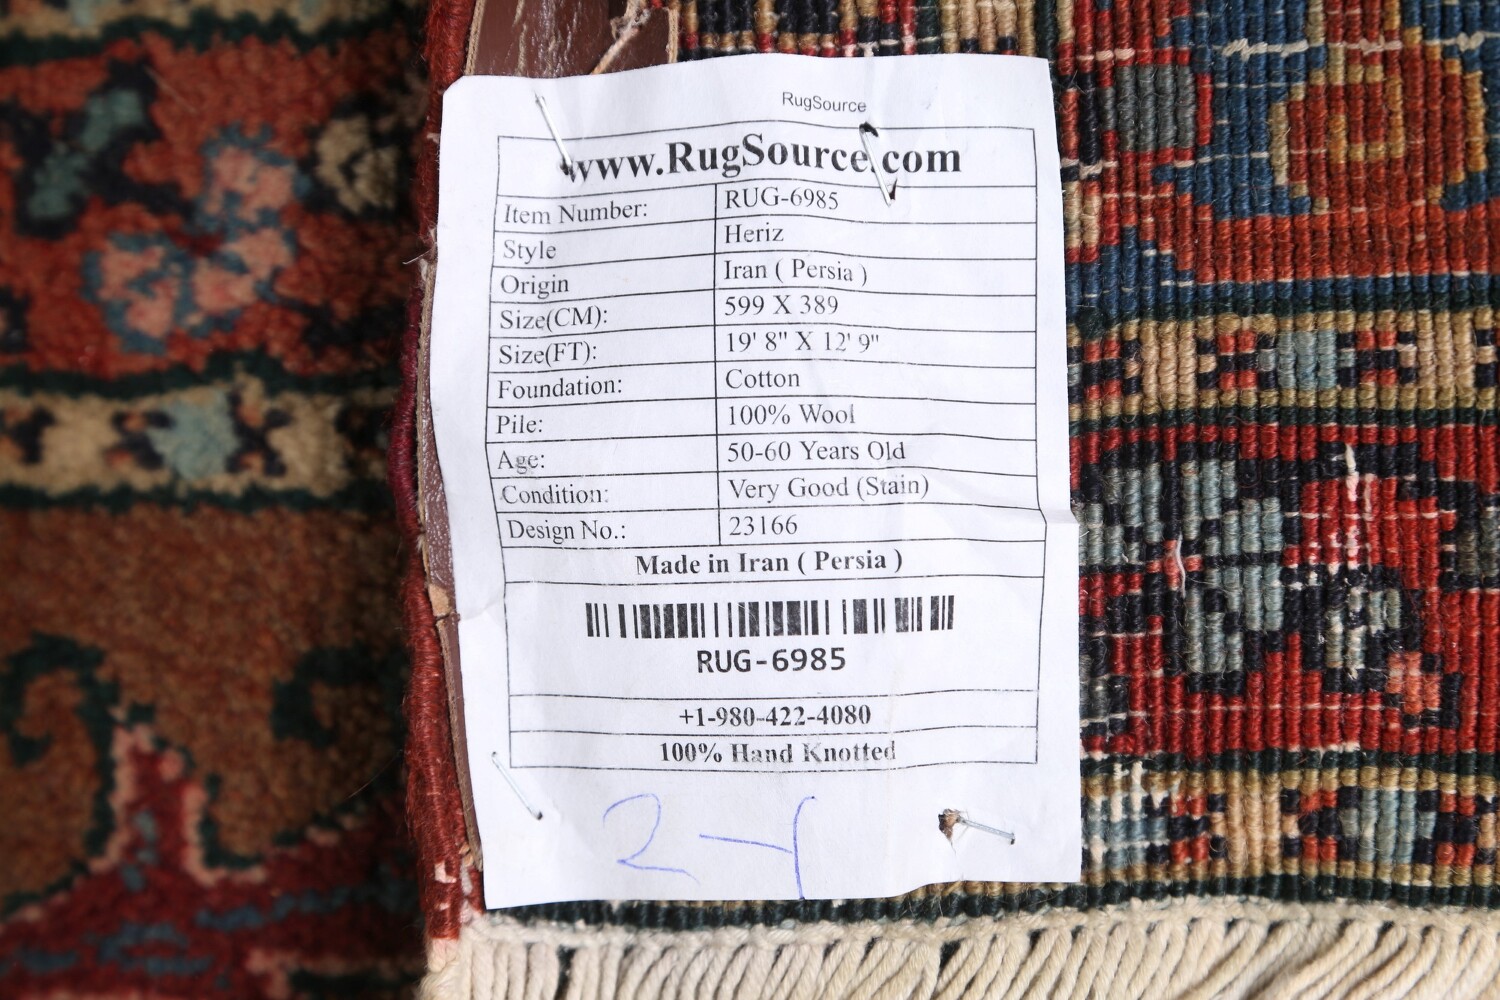 RugSource
www.RugSource.com
Item Number: RUG-6985
Style Heriz
Origin Iran ( Persia )
Size(CM): 599 X 389
Size(FT): 19' 8" X 12' 9"
Foundation: Cotton
Pile: 100% Wool
Age: 50-60 Years Old
Condition: Very Good (Stain)
Design No.: 23166
Made in Iran ( Persia )
RUG-6985
+1-980-422-4080
100% Hand Knotted